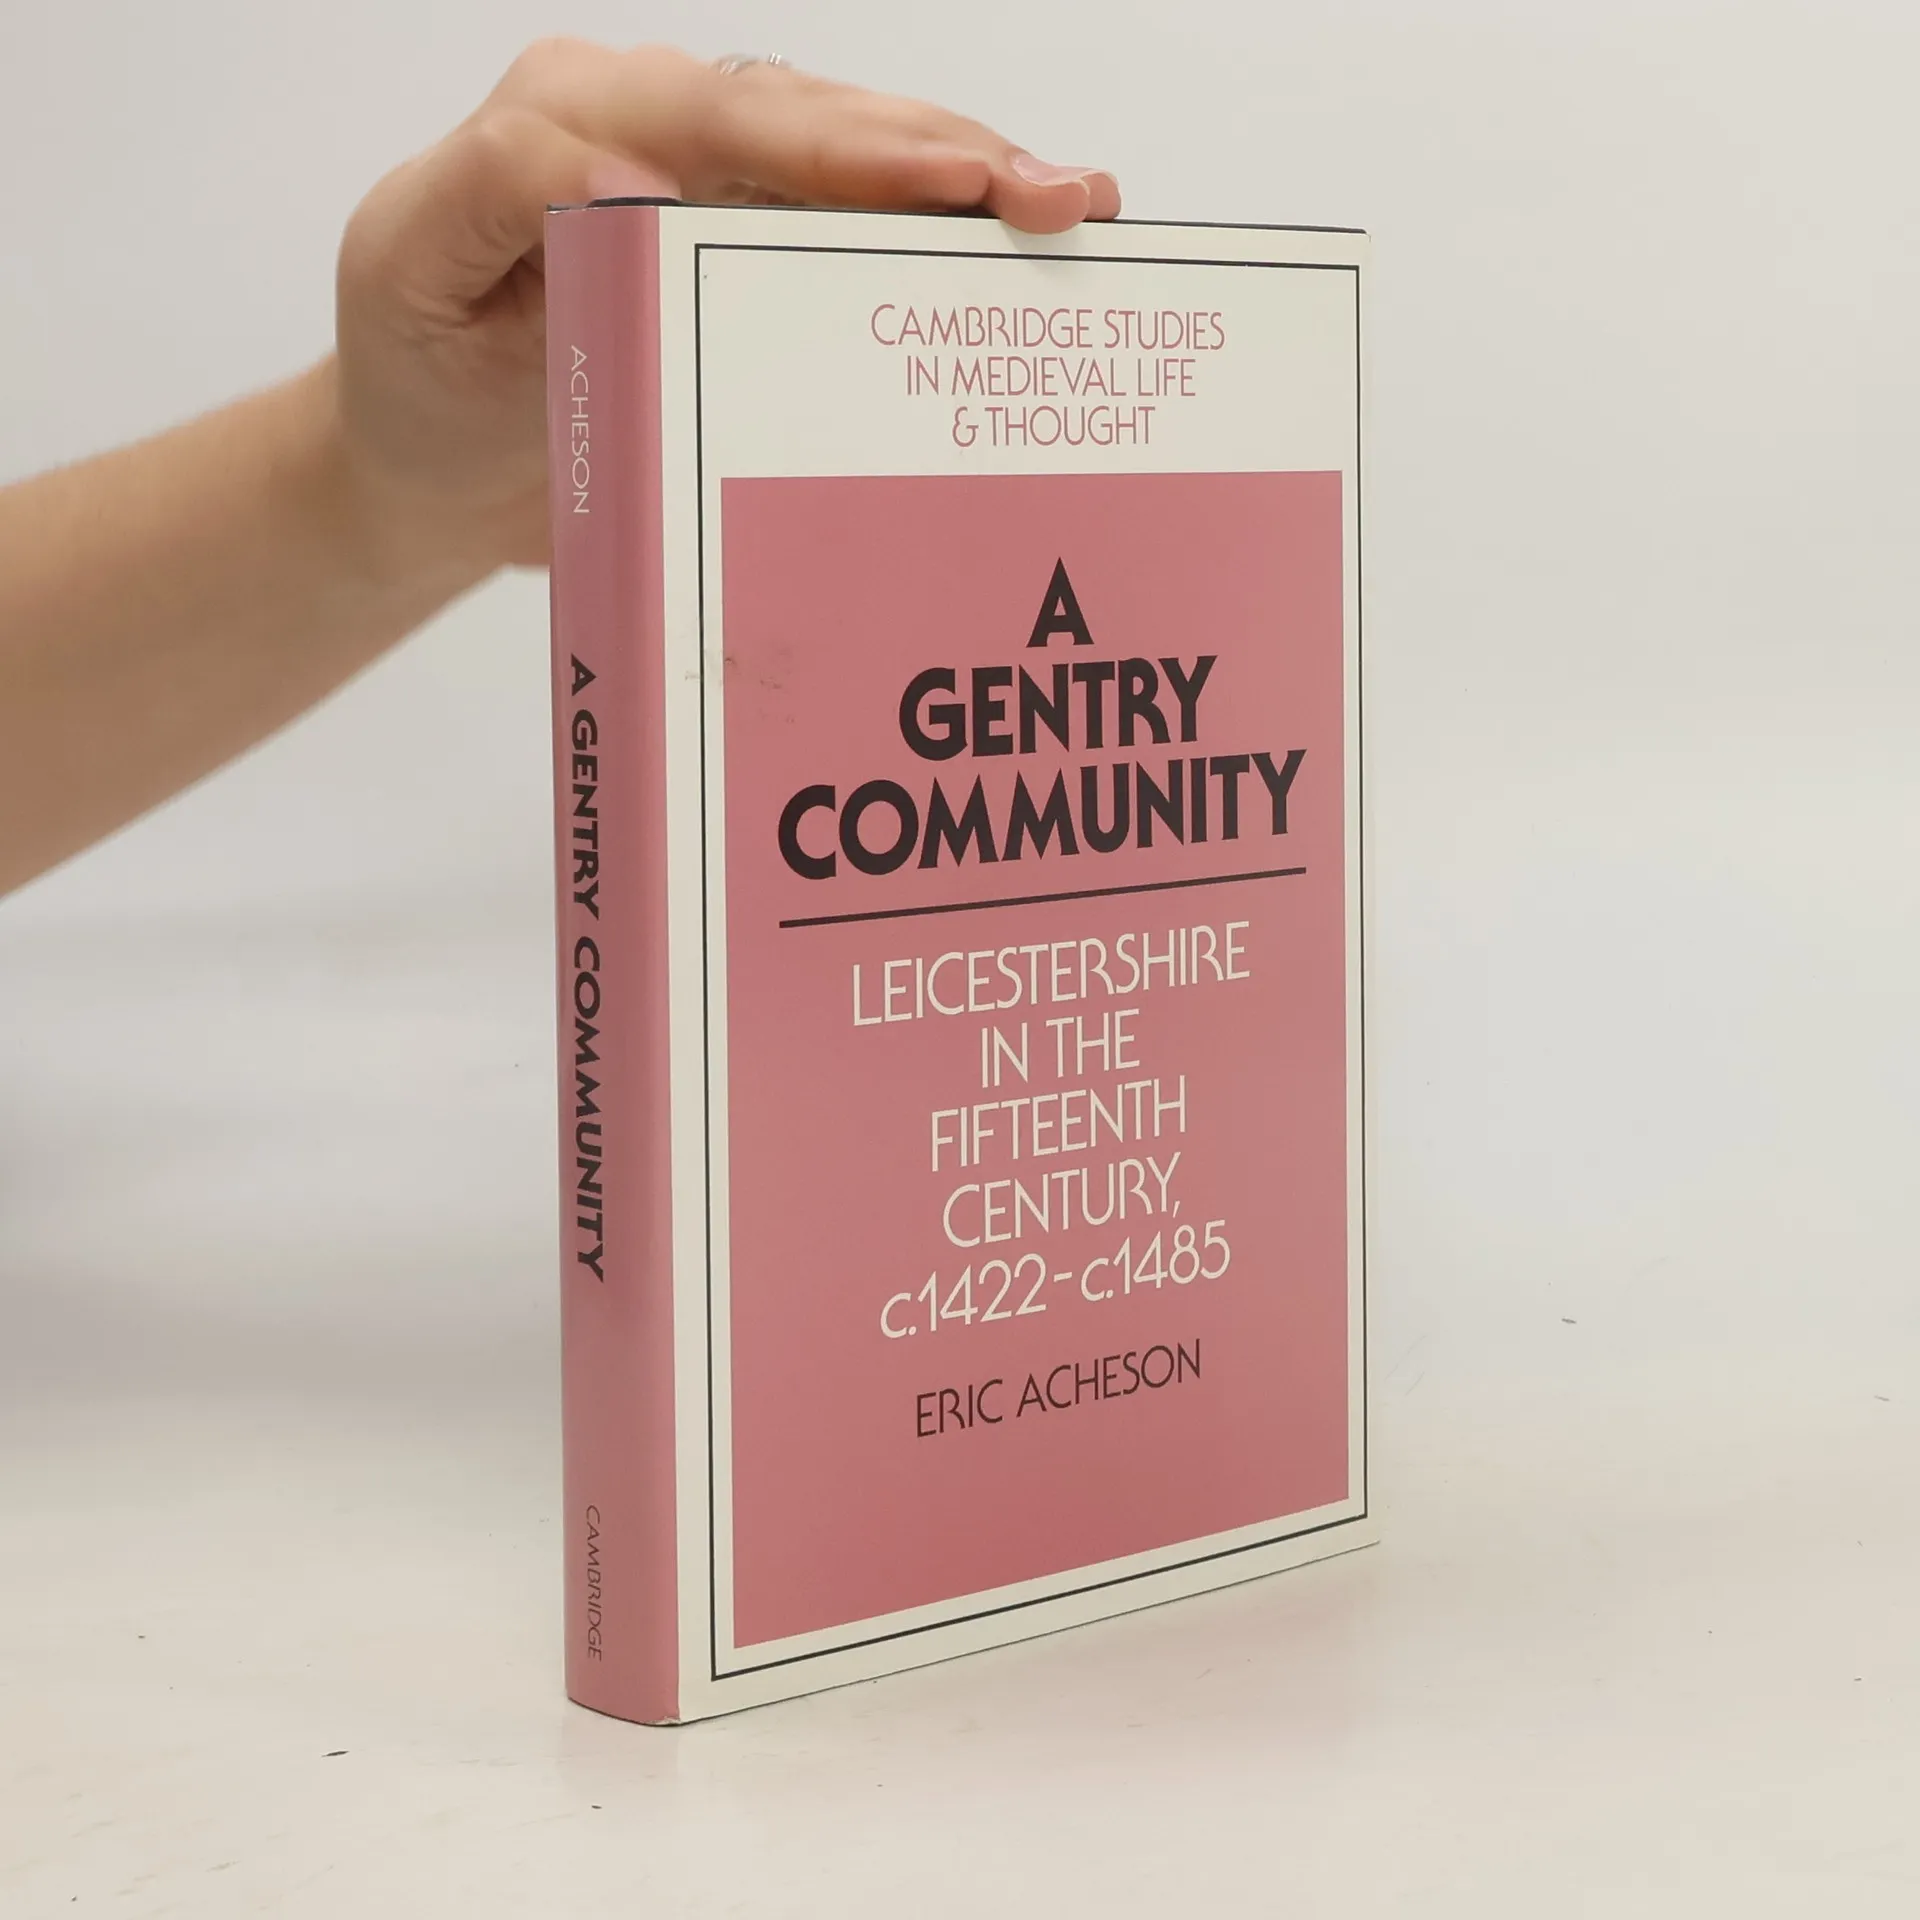 ACHESON
A GENTRY COMMUNITY
CAMBRIDGE
CAMBRIDGE STUDIES
IN MEDIEVAL LIFE
& THOUGHT
A
GENTRY
COMMUNITY
LEICESTERSHIRE
IN THE
FIFTEENTH
CENTURY,
c.1422-c.1485
ERIC ACHESON